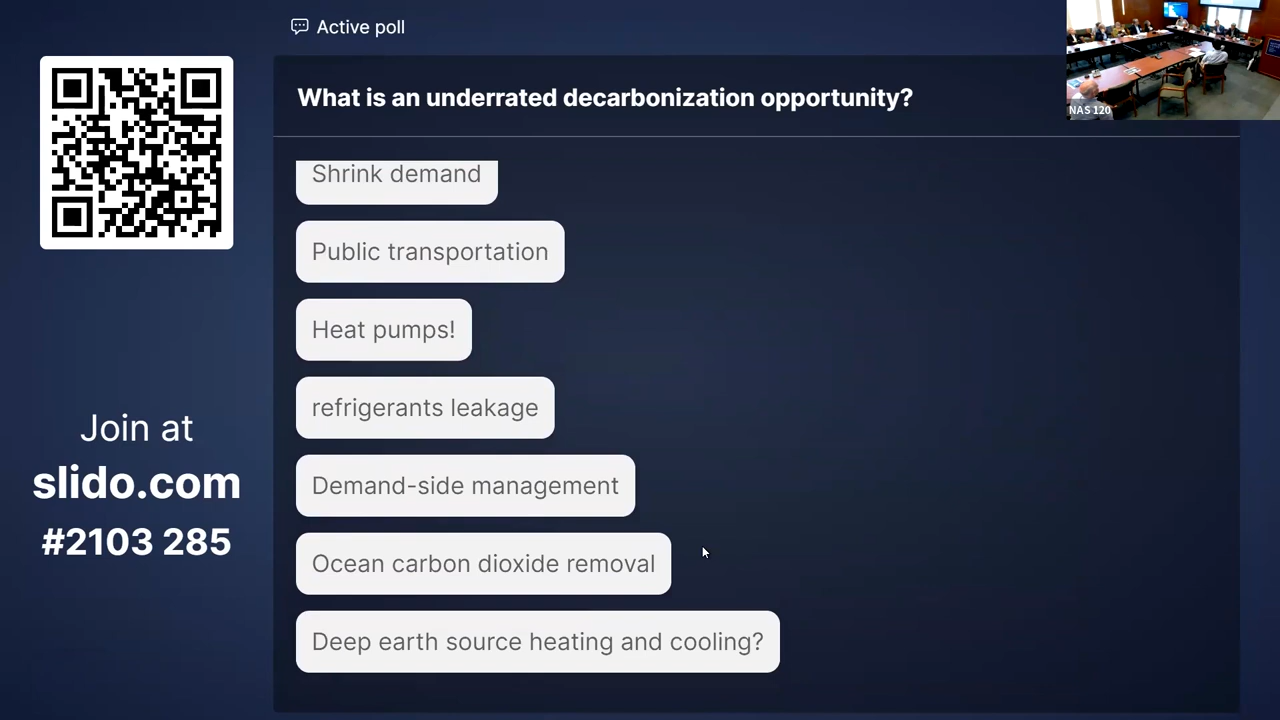 Active poll
What is an underrated decarbonization opportunity?
NAS 120
Shrink demand
Public transportation
Heat pumps!
refrigerants leakage
Demand-side management
Ocean carbon dioxide removal
Deep earth source heating and cooling?
Join at
slido.com
#2103 285